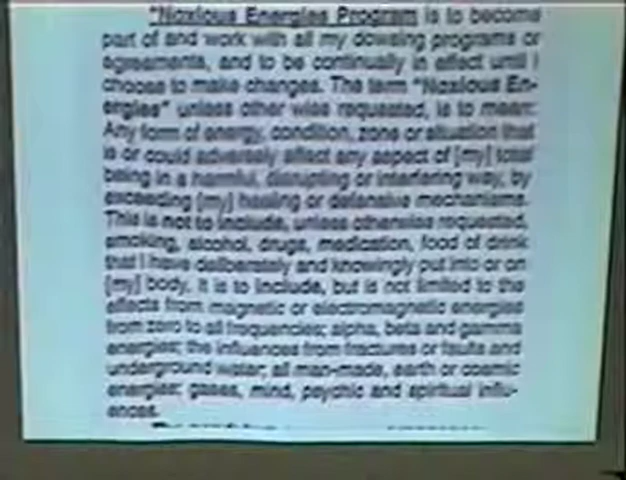 "Noxious Energies Program is to become
part of and work with all my dowsing programs or
agreements, and to be continually in effect until I
choose to make changes. The term "Noxious En-
ergies" unless other wise requested, is to mean:
Any form of energy, condition, zone or situation that
is or could adversely affect any aspect of [my] total
being in a harmful, disrupting or interfering way, by
exceeding [my] healing or defensive mechanisms.
This is not to include, unless otherwise requested,
smoking, alcohol, drugs, medication, food of drink
that I have deliberately and knowingly put into or on
[my] body. It is to include, but is not limited to the
effects from magnetic or electromagnetic energies
from zero to all frequencies; alpha, beta and gamma
energies; the influences from fractures or faults and
underground water; all man-made, earth or cosmic
energies; gases, mind, psychic and spiritual influ-
ences.